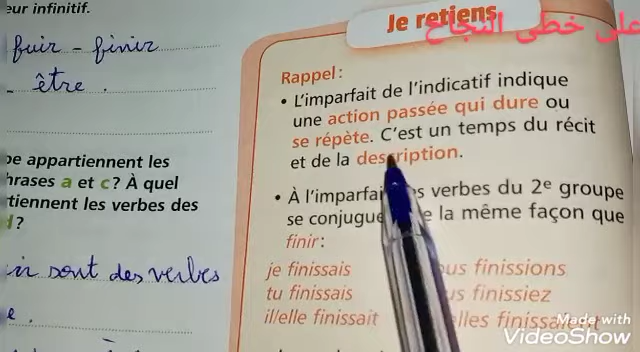 eur infinitif.
fuir – finir
être.
pe appartiennent les
hrases a et c ? À quel
tiennent les verbes des
d ?
sont des verbes
e.
Je retiens
على خطى النجاح
Rappel :
• L'imparfait de l'indicatif indique
une action passée qui dure ou
se répète. C'est un temps du récit
et de la description.
• À l'imparfait verbes du 2e groupe
se conjugue la même façon que
finir :
je finissais us finissions
tu finissais us finissiez
il/elle finissait elles finissaient
Made with
VideoShow